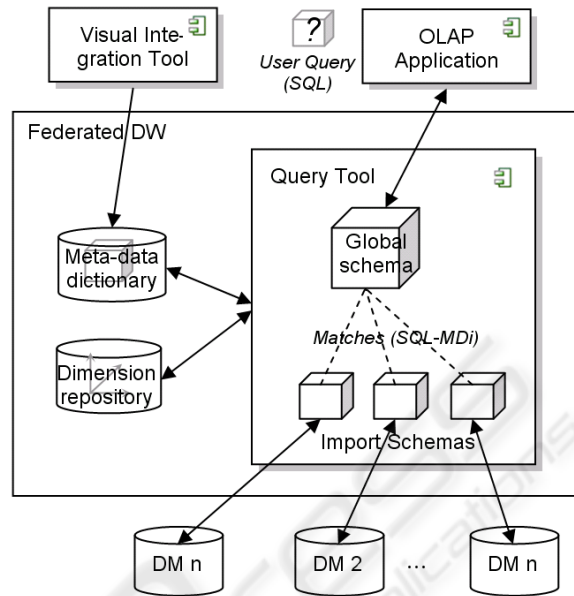 Visual Inte-
gration Tool
?
User Query
(SQL)
OLAP
Application
Federated DW
Query Tool
Global
schema
Meta-data
dictionary
Matches (SQL-MDi)
Dimension
repository
Import Schemas
DM n
DM 2
...
DM n